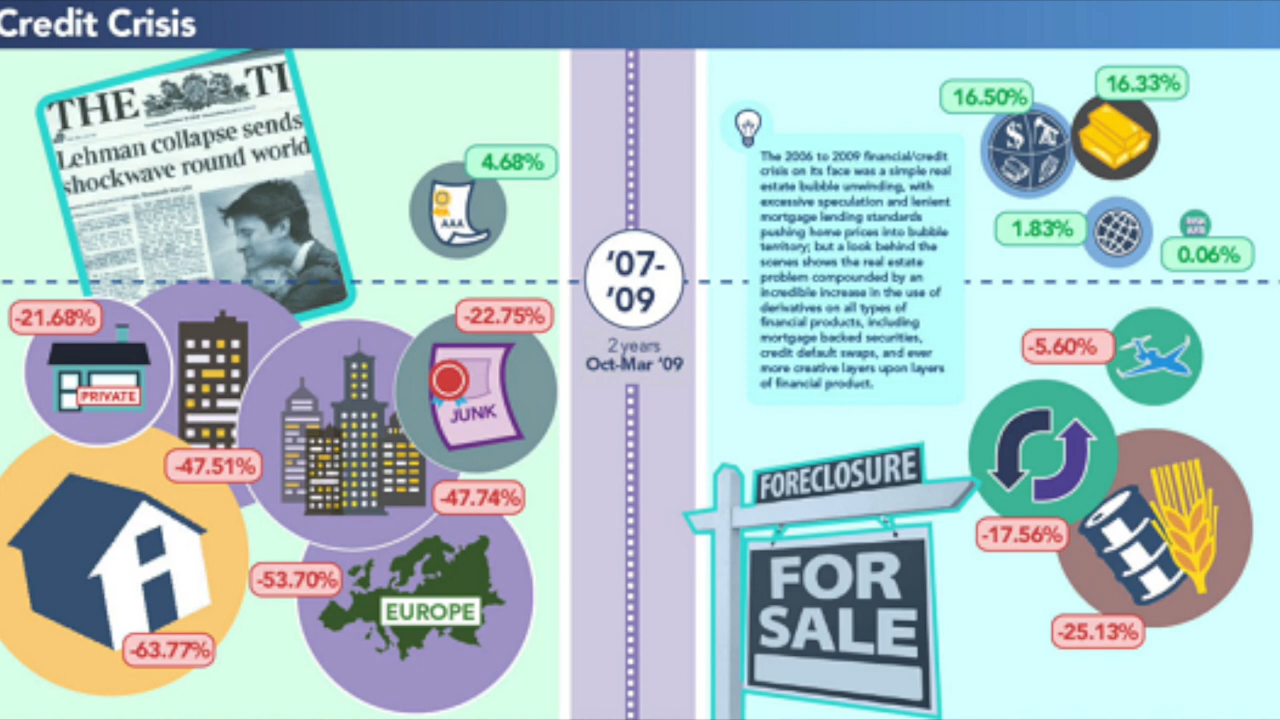 Credit Crisis
THE TI
Lehman collapse sends
shockwave round world
4.68%
AAA
-21.68%
PRIVATE
-22.75%
JUNK
-47.51%
-47.74%
-53.70%
EUROPE
-63.77%
'07-
'09
2 years
Oct-Mar '09
The 2006 to 2009 financial/credit
crisis on its face was a simple real
estate bubble unwinding, with
excessive speculation and lenient
mortgage lending standards
pushing home prices into bubble
territory; but a look behind the
scenes shows the real estate
problem compounded by an
incredible increase in the use of
derivatives on all types of
financial products, including
mortgage backed securities,
credit default swaps, and ever
more creative layers upon layers
of financial product.
16.50%
16.33%
$
1.83%
0.06%
-5.60%
-17.56%
-25.13%
FORECLOSURE
FOR
SALE